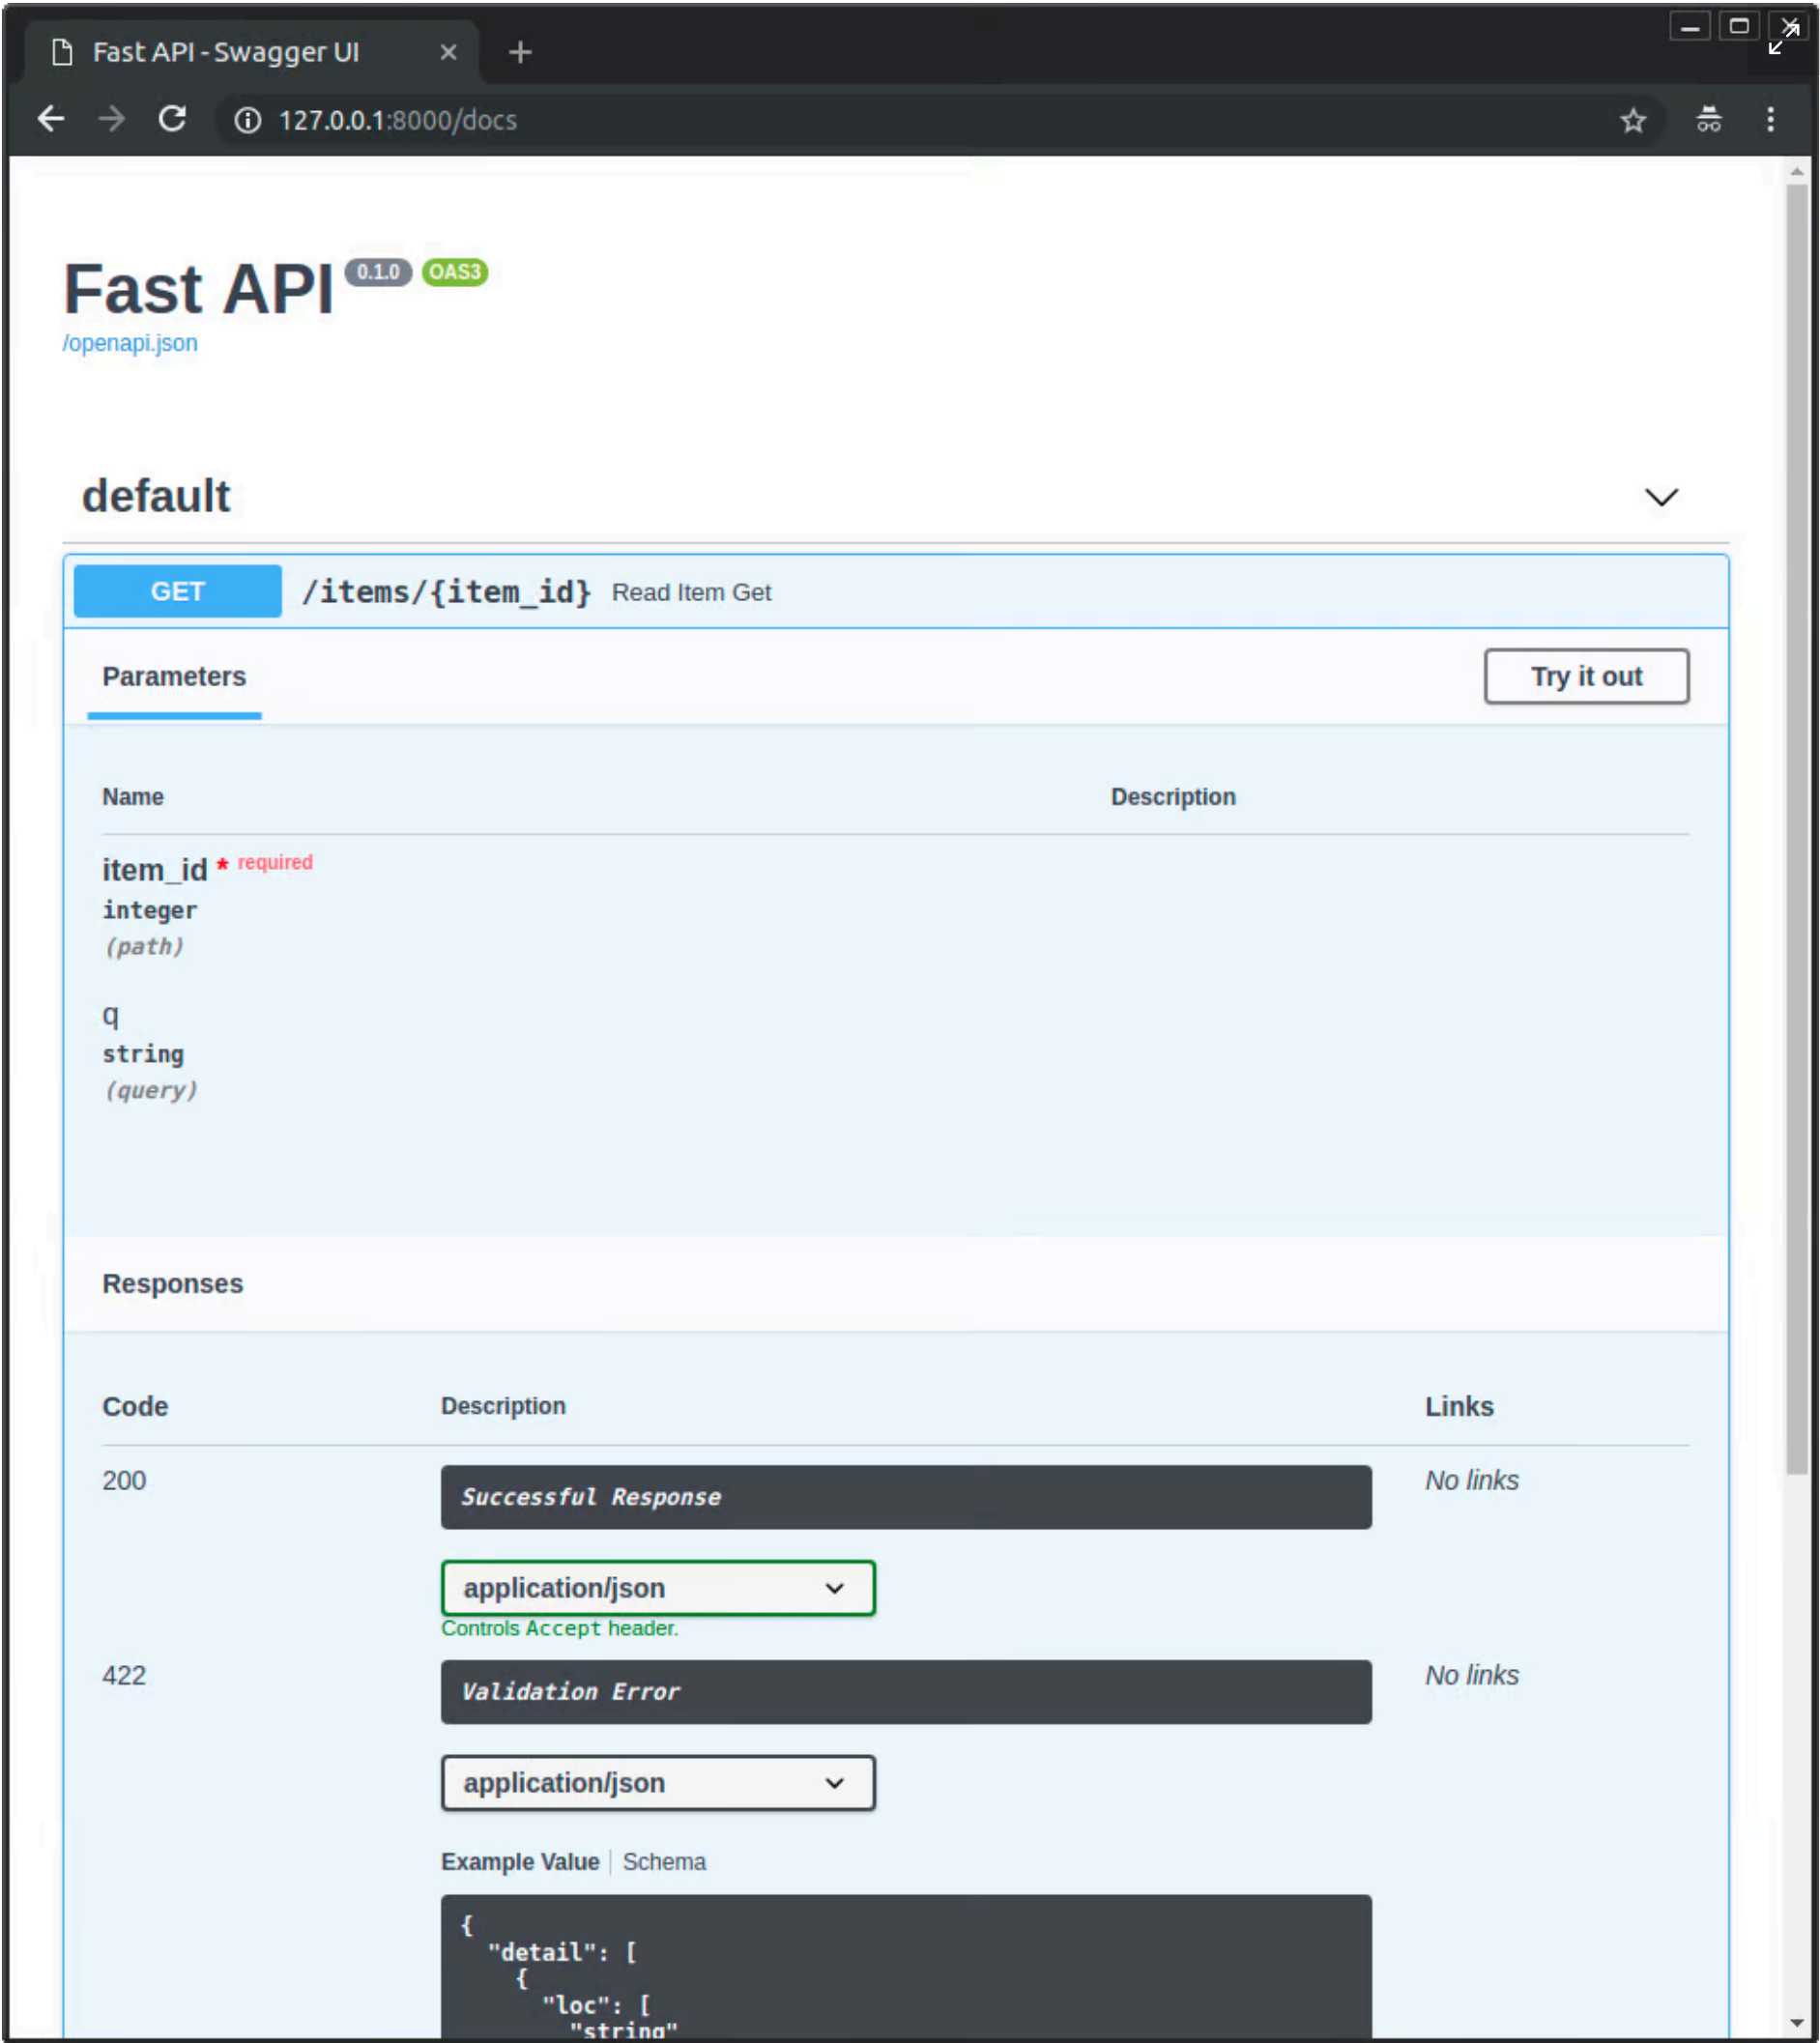 Fast API - Swagger UI
127.0.0.1:8000/docs
Fast API 0.1.0 OAS3
/openapi.json
default
GET /items/{item_id} Read Item Get
Parameters Try it out
Name Description
item_id * required
integer
(path)
q
string
(query)
Responses
Code Description Links
200 Successful Response No links
application/json
Controls Accept header.
422 Validation Error No links
application/json
Example Value Schema
{
"detail": [
{
"loc": [
"string"